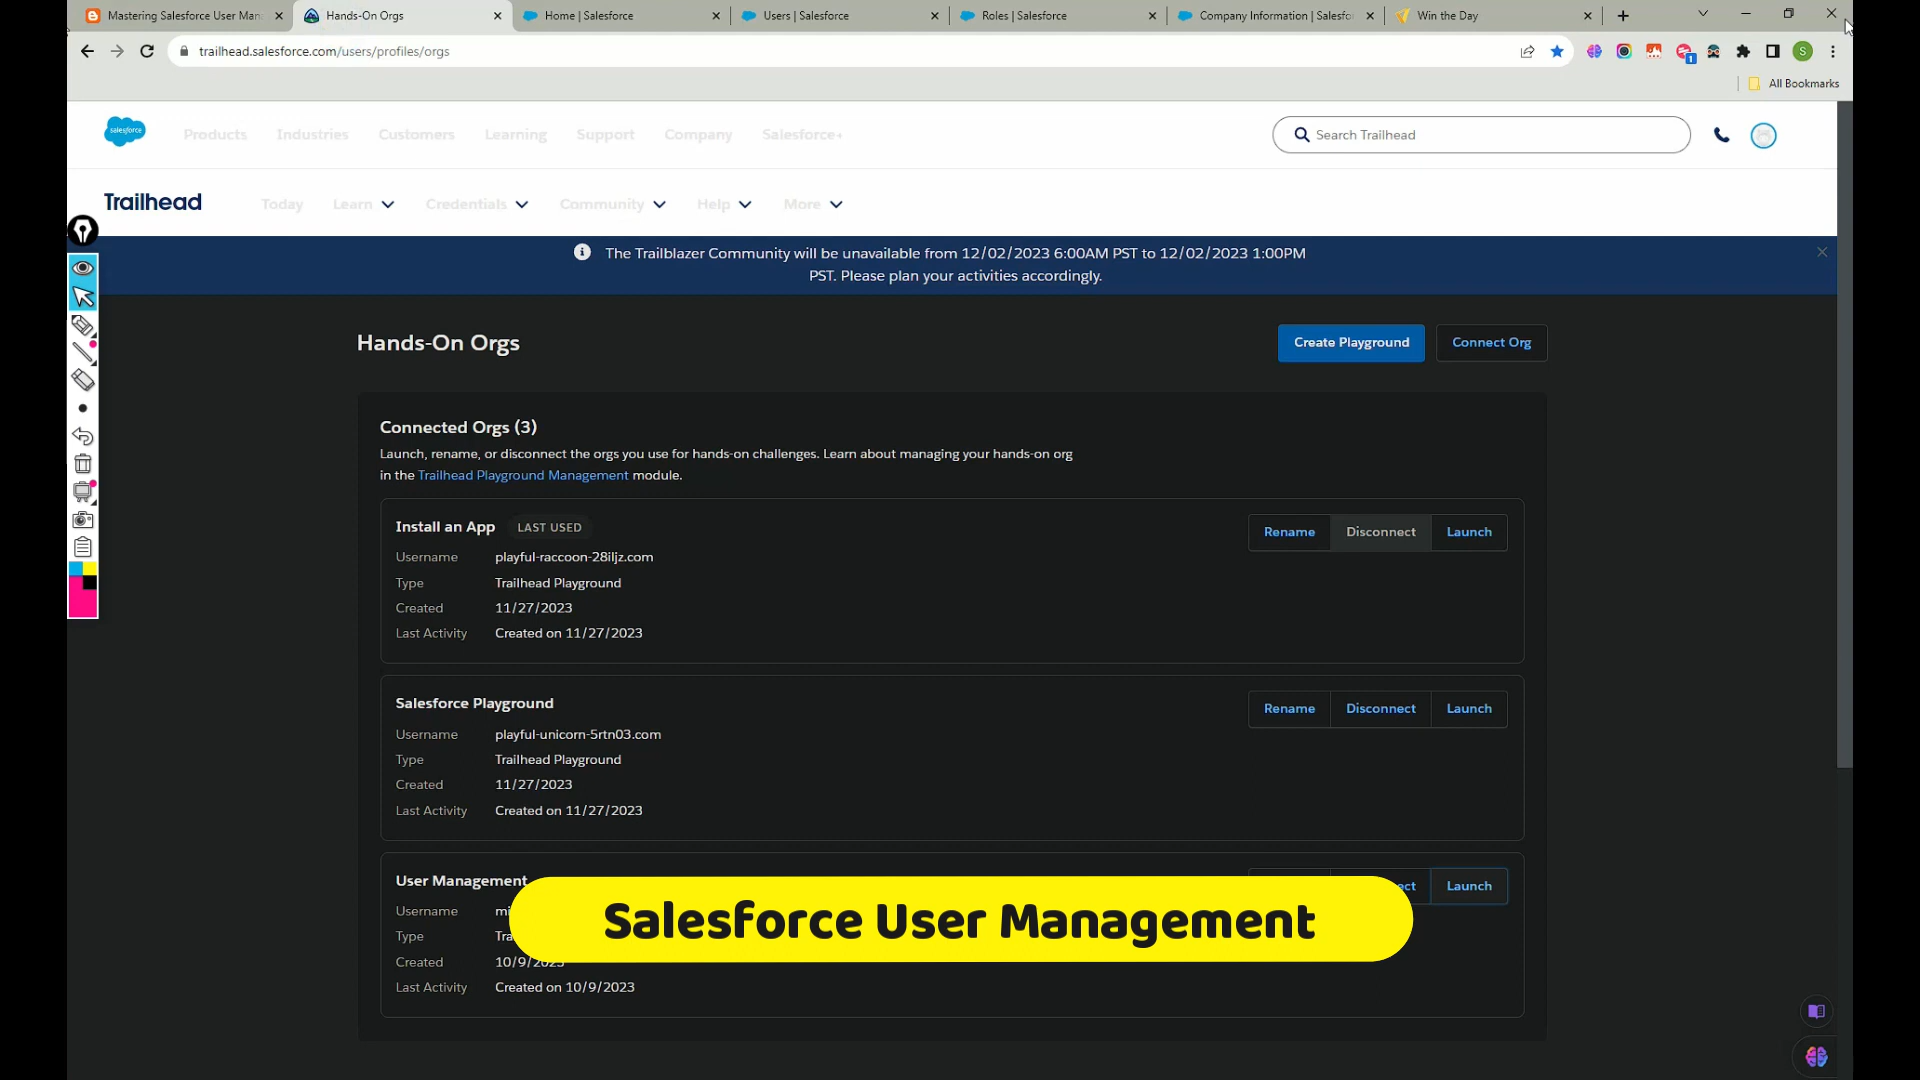 Mastering Salesforce User Man
Hands-On Orgs
Home | Salesforce
Users | Salesforce
Roles | Salesforce
Company Information | Salesfo
Win the Day
trailhead.salesforce.com/users/profiles/orgs
1
S
All Bookmarks
salesforce
Products
Industries
Customers
Learning
Support
Company
Salesforce+
Search Trailhead
Trailhead
Today
Learn
Credentials
Community
Help
More
The Trailblazer Community will be unavailable from 12/02/2023 6:00AM PST to 12/02/2023 1:00PM
PST. Please plan your activities accordingly.
Hands-On Orgs
Create Playground
Connect Org
Connected Orgs (3)
Launch, rename, or disconnect the orgs you use for hands-on challenges. Learn about managing your hands-on org
in the Trailhead Playground Management module.
Install an App LAST USED
Rename Disconnect Launch
Username playful-raccoon-28iljz.com
Type Trailhead Playground
Created 11/27/2023
Last Activity Created on 11/27/2023
Salesforce Playground
Rename Disconnect Launch
Username playful-unicorn-5rtn03.com
Type Trailhead Playground
Created 11/27/2023
Last Activity Created on 11/27/2023
User Management
Launch
Username
Type
Created 10/9/2023
Last Activity Created on 10/9/2023
Salesforce User Management